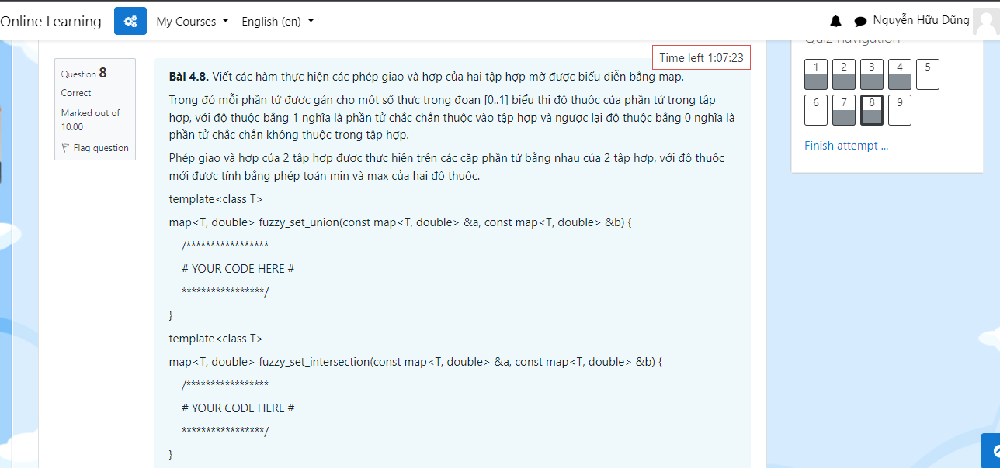 Online Learning
My Courses
English (en)
Nguyễn Hữu Dũng
Time left 1:07:23
Question 8
Correct
Marked out of
10.00
Flag question
Bài 4.8. Viết các hàm thực hiện các phép giao và hợp của hai tập hợp mờ được biểu diễn bằng map.
Trong đó mỗi phần tử được gán cho một số thực trong đoạn [0..1] biểu thị độ thuộc của phần tử trong tập
hợp, với độ thuộc bằng 1 nghĩa là phần tử chắc chắn thuộc vào tập hợp và ngược lại độ thuộc bằng 0 nghĩa là
phần tử chắc chắn không thuộc trong tập hợp.
Phép giao và hợp của 2 tập hợp được thực hiện trên các cặp phần tử bằng nhau của 2 tập hợp, với độ thuộc
mới được tính bằng phép toán min và max của hai độ thuộc.
template<class T>
map<T, double> fuzzy_set_union(const map<T, double> &a, const map<T, double> &b) {
/*****************
# YOUR CODE HERE #
*****************/
}
template<class T>
map<T, double> fuzzy_set_intersection(const map<T, double> &a, const map<T, double> &b) {
/*****************
# YOUR CODE HERE #
*****************/
}
Quiz navigation
1 2 3 4 5
6 7 8 9
Finish attempt ...